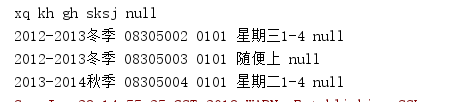 xq kh gh sksj null
2012-2013冬季 08305002 0101 星期三1-4 null
2012-2013冬季 08305003 0101 随便上 null
2013-2014秋季 08305004 0101 星期二1-4 null